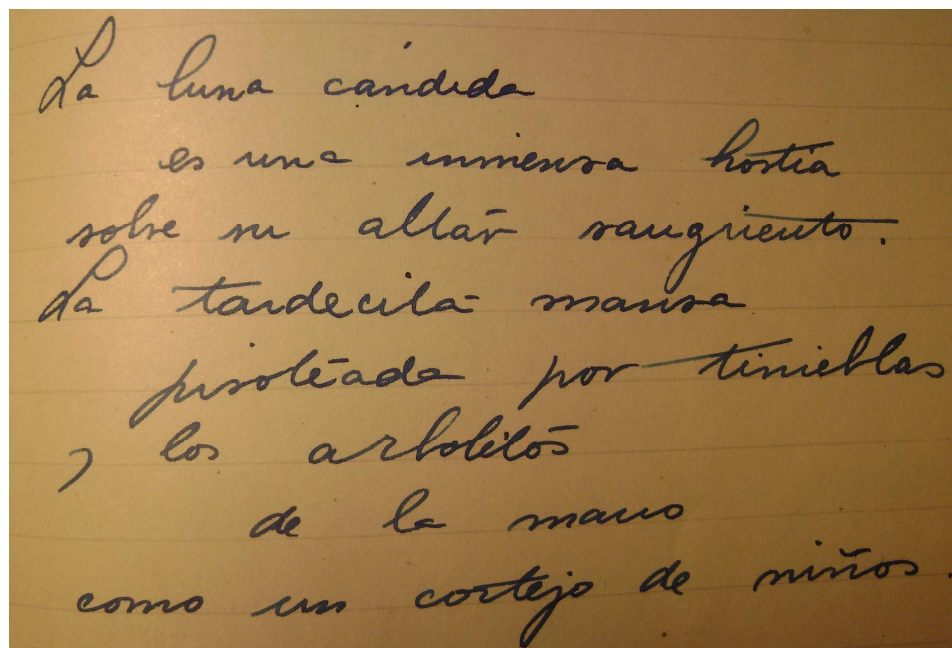 La luna cándida
es una inmensa hostia
sobre su altar sangriento.
La tardecita mansa
pisoteada por tinieblas
y los arbolitos
de la mano
como un cortejo de niños.